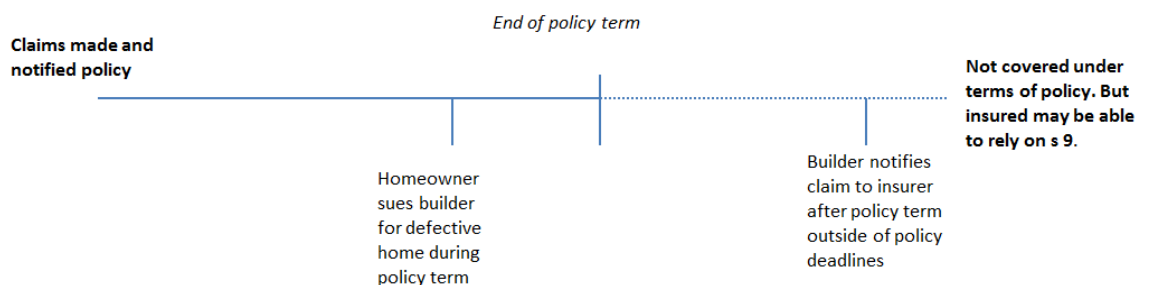 End of policy term
Claims made and
notified policy
Not covered under
terms of policy. But
insured may be able
to rely on s 9.
Homeowner
sues builder
for defective
home during
policy term
Builder notifies
claim to insurer
after policy term
outside of policy
deadlines